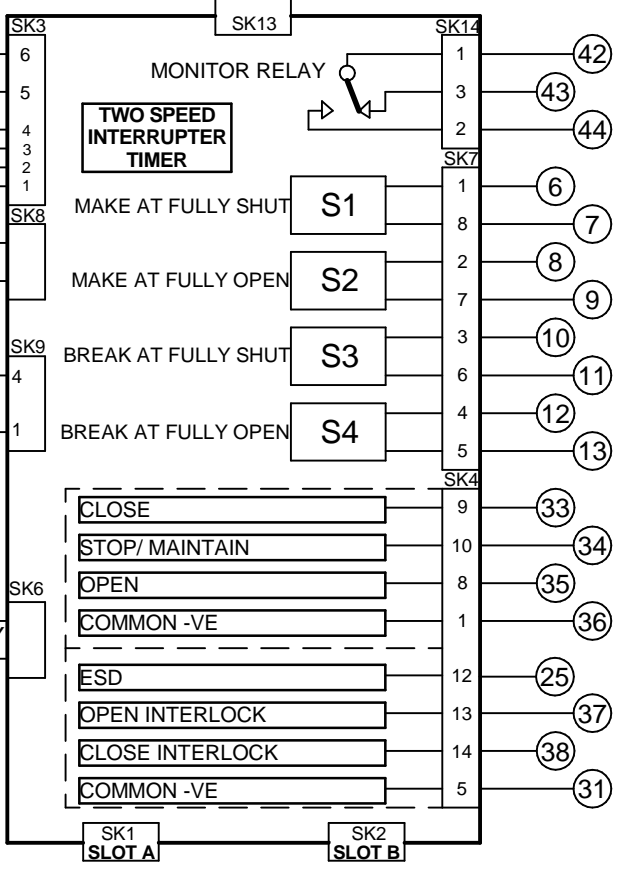 SK13
SK3
6
5
4
3
2
1
SK8
SK9
4
1
SK6
MONITOR RELAY
TWO SPEED
INTERRUPTER
TIMER
SK14
1 42
3 43
2 44
SK7
MAKE AT FULLY SHUT S1 1 6
8 7
MAKE AT FULLY OPEN S2 2 8
7 9
BREAK AT FULLY SHUT S3 3 10
6 11
BREAK AT FULLY OPEN S4 4 12
5 13
SK4
CLOSE 9 33
STOP/ MAINTAIN 10 34
OPEN 8 35
COMMON -VE 1 36
ESD 12 25
OPEN INTERLOCK 13 37
CLOSE INTERLOCK 14 38
COMMON -VE 5 31
SK1
SLOT A
SK2
SLOT B